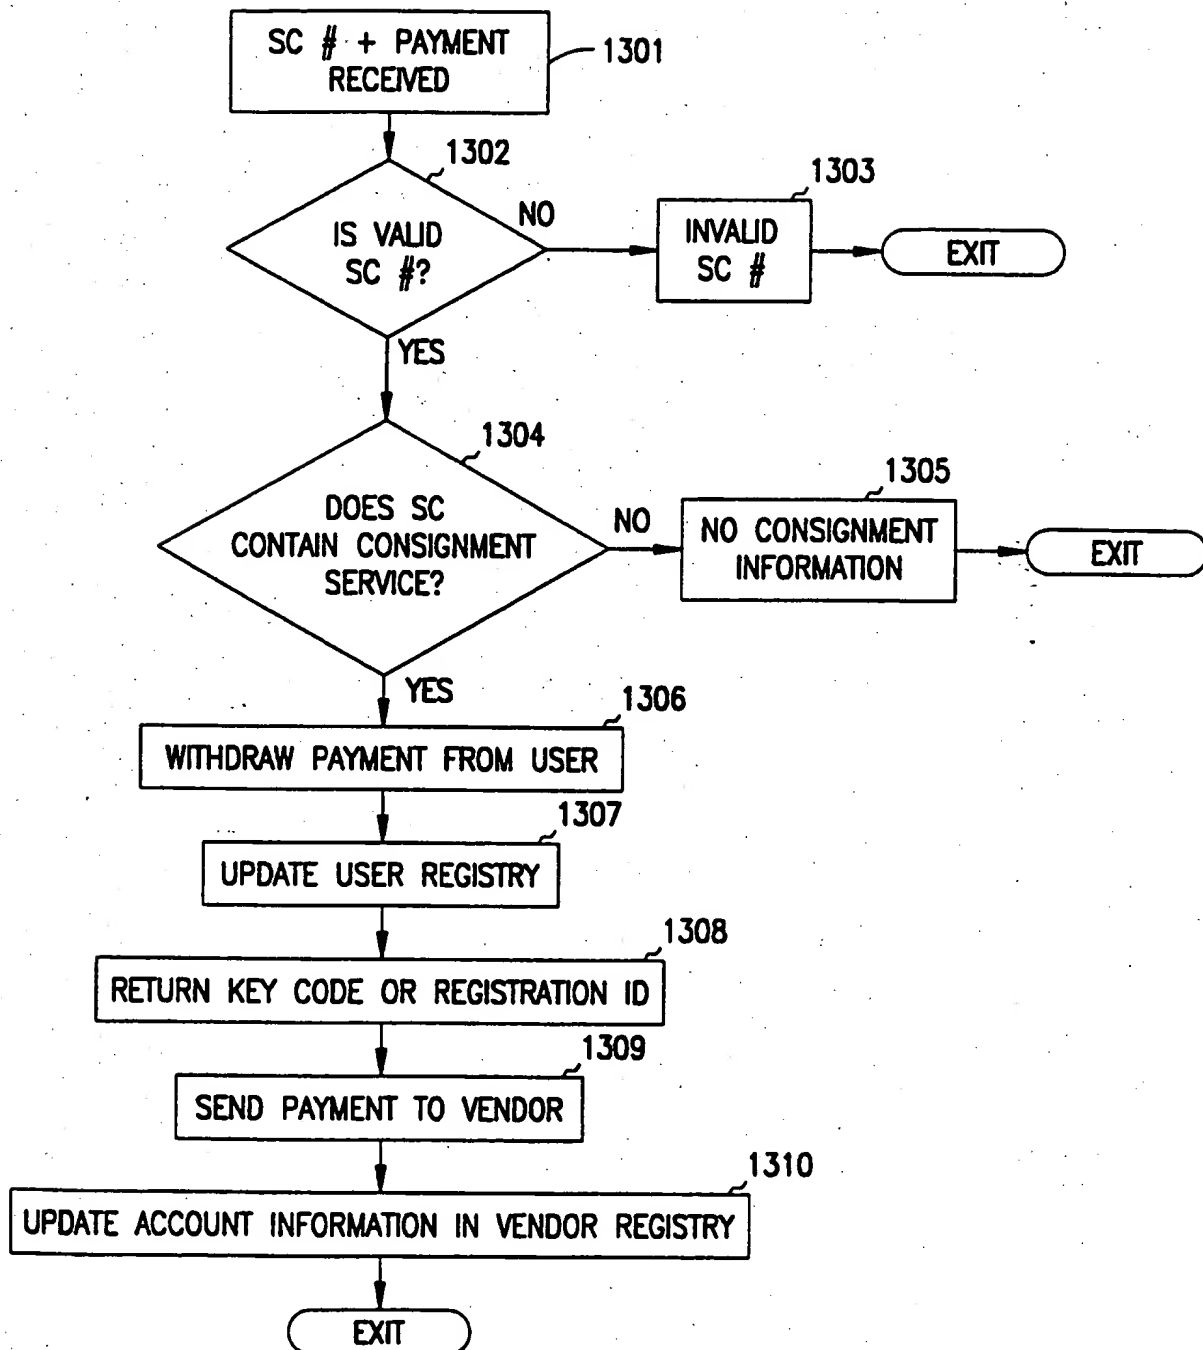 SC # + PAYMENT
RECEIVED
1301
1302
IS VALID
SC #?
NO
1303
INVALID
SC #
EXIT
YES
1304
DOES SC
CONTAIN CONSIGNMENT
SERVICE?
NO
1305
NO CONSIGNMENT
INFORMATION
EXIT
YES
1306
WITHDRAW PAYMENT FROM USER
1307
UPDATE USER REGISTRY
1308
RETURN KEY CODE OR REGISTRATION ID
1309
SEND PAYMENT TO VENDOR
1310
UPDATE ACCOUNT INFORMATION IN VENDOR REGISTRY
EXIT